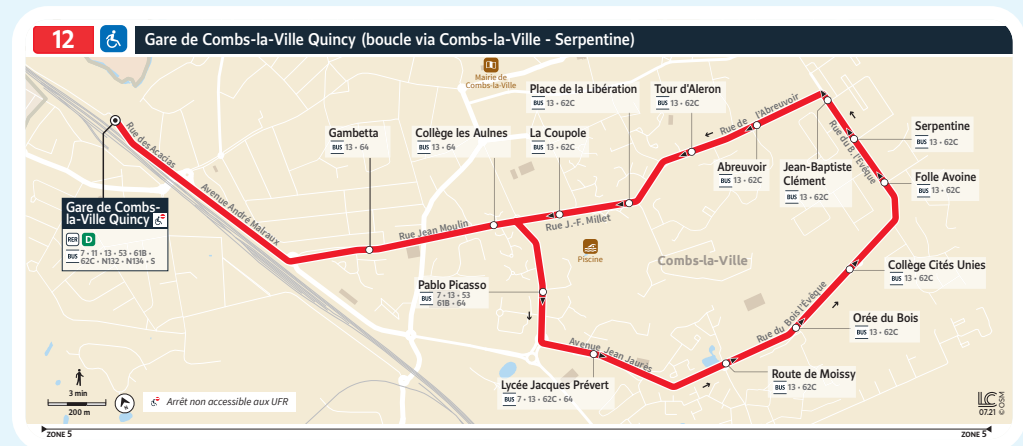 12
Gare de Combs-la-Ville Quincy (boucle via Combs-la-Ville - Serpentine)
Mairie de
Combs-la-Ville
Place de la Libération
BUS 13 • 62C
Tour d'Aleron
BUS 13 • 62C
Gambetta
BUS 13 • 64
Collège les Aulnes
BUS 13 • 64
La Coupole
BUS 13 • 62C
Rue de l'Abreuvoir
Rue du B. l'Évêque
Serpentine
BUS 13 • 62C
Abreuvoir
BUS 13 • 62C
Jean-Baptiste
Clément
BUS 13 • 62C
Folle Avoine
BUS 13 • 62C
Rue des Acacias
Avenue André Malraux
Gare de Combs-
la-Ville Quincy
RER D
BUS 7 • 11 • 13 • 53 • 61B •
62C • N132 • N134 • S
Rue Jean Moulin
Rue J.-F. Millet
Piscine
Combs-la-Ville
Collège Cités Unies
BUS 13 • 62C
Pablo Picasso
BUS 7 • 13 • 53
61B • 64
Rue du Bois l'Évêque
Orée du Bois
BUS 13 • 62C
Avenue Jean Jaurès
Lycée Jacques Prévert
BUS 7 • 13 • 62C • 64
Route de Moissy
BUS 13 • 62C
3 min
200 m
Arrêt non accessible aux UFR
LC
07.21
© OSM
ZONE 5
ZONE 5